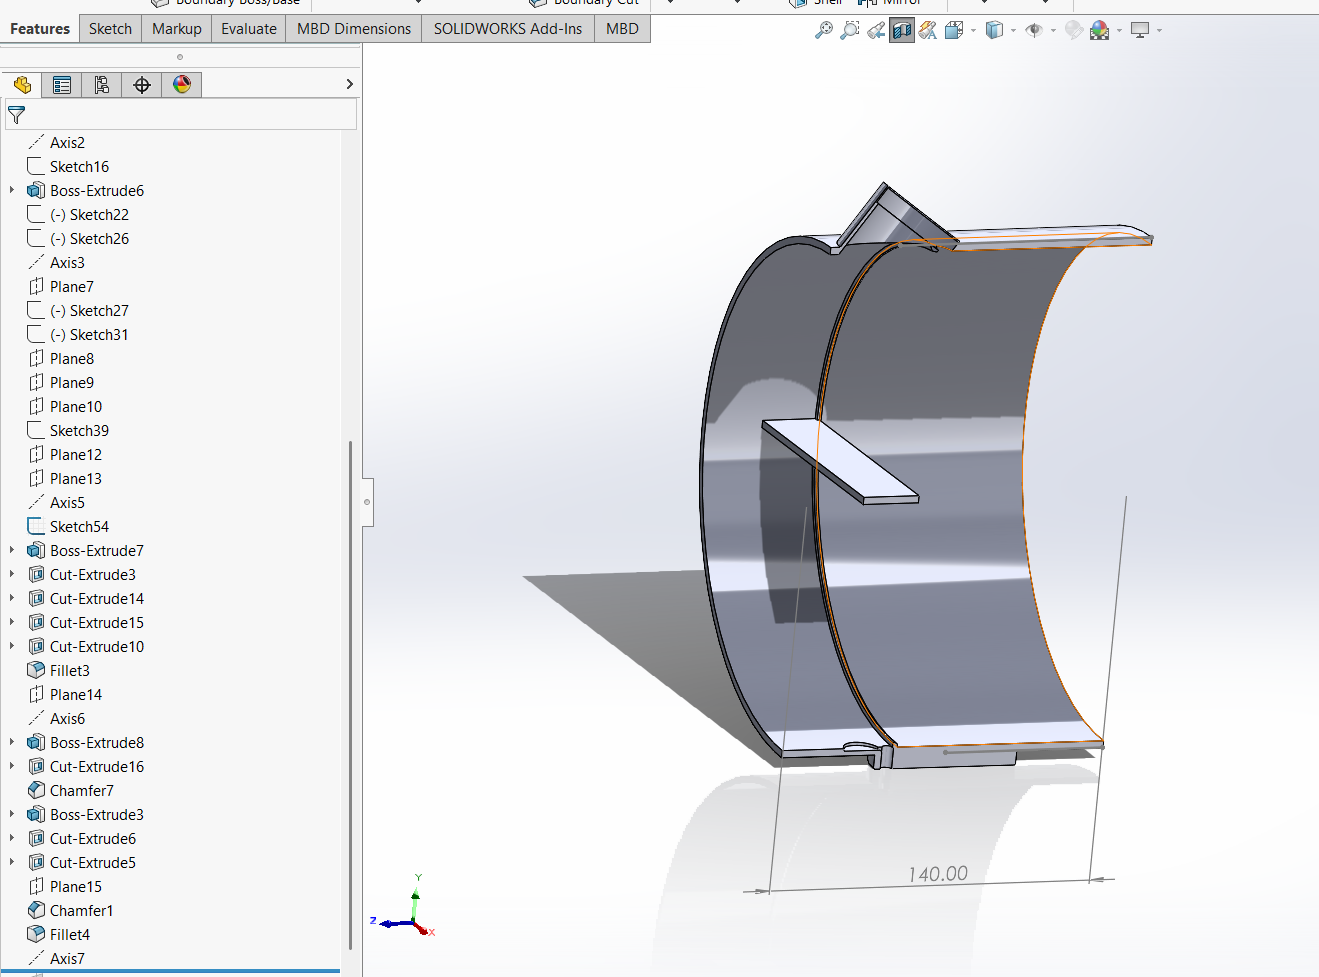 Boundary Boss/Base
Boundary Cut
Shell
Mirror
Features
Sketch
Markup
Evaluate
MBD Dimensions
SOLIDWORKS Add-Ins
MBD
Axis2
Sketch16
Boss-Extrude6
(-) Sketch22
(-) Sketch26
Axis3
Plane7
(-) Sketch27
(-) Sketch31
Plane8
Plane9
Plane10
Sketch39
Plane12
Plane13
Axis5
Sketch54
Boss-Extrude7
Cut-Extrude3
Cut-Extrude14
Cut-Extrude15
Cut-Extrude10
Fillet3
Plane14
Axis6
Boss-Extrude8
Cut-Extrude16
Chamfer7
Boss-Extrude3
Cut-Extrude6
Cut-Extrude5
Plane15
Chamfer1
Fillet4
Axis7
140.00
Y
Z
X